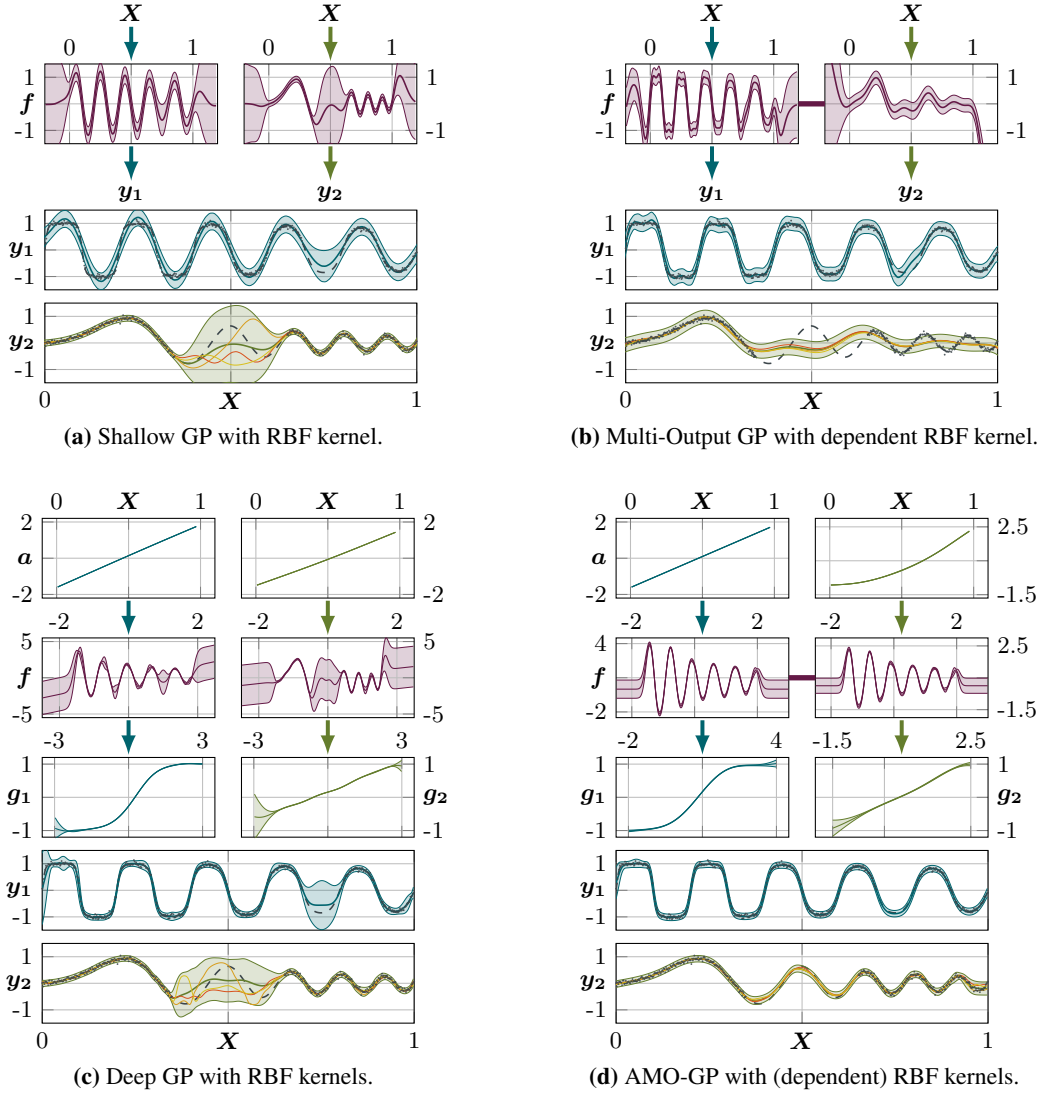 X X X X
0 1 0 1 0 1 0 1
1 1 1 1
f f
-1 -1 -1 -1
y1 y2 y1 y2
1 1
y1 y1
-1 -1
1 1
y2 y2
-1 -1
0 X 1 0 X 1
(a) Shallow GP with RBF kernel. (b) Multi-Output GP with dependent RBF kernel.
0 X 1 0 X 1 0 X 1 0 X 1
2 2 2 2.5
a a
-2 -2 -2 -1.5
-2 2 -2 2 -2 2 -2 2
5 5 4 2.5
f f
-5 -5 -2 -1.5
-3 3 -3 3 -2 4 -1.5 2.5
1 1 1 1
g1 g2 g1 g2
-1 -1 -1 -1
1 1
y1 y1
-1 -1
1 1
y2 y2
-1 -1
0 X 1 0 X 1
(c) Deep GP with RBF kernels. (d) AMO-GP with (dependent) RBF kernels.